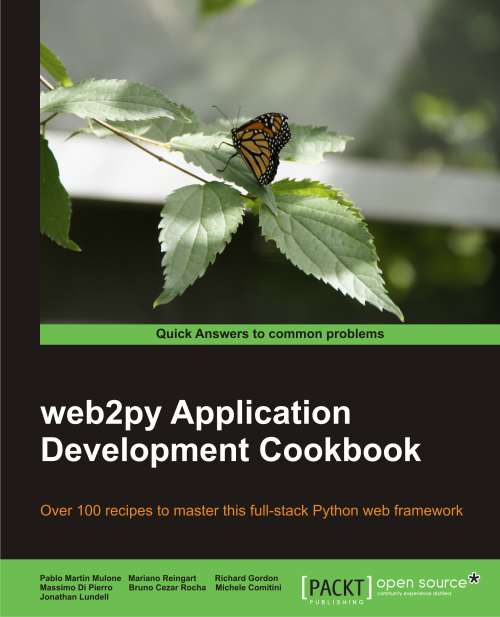 Quick Answers to common problems
web2py Application
Development Cookbook
Over 100 recipes to master this full-stack Python web framework
Pablo Martin Mulone Mariano Reingart Richard Gordon
Massimo Di Pierro Bruno Cezar Rocha Michele Comitini
Jonathan Lundell
[PACKT]
PUBLISHING
open source*
community experience distilled